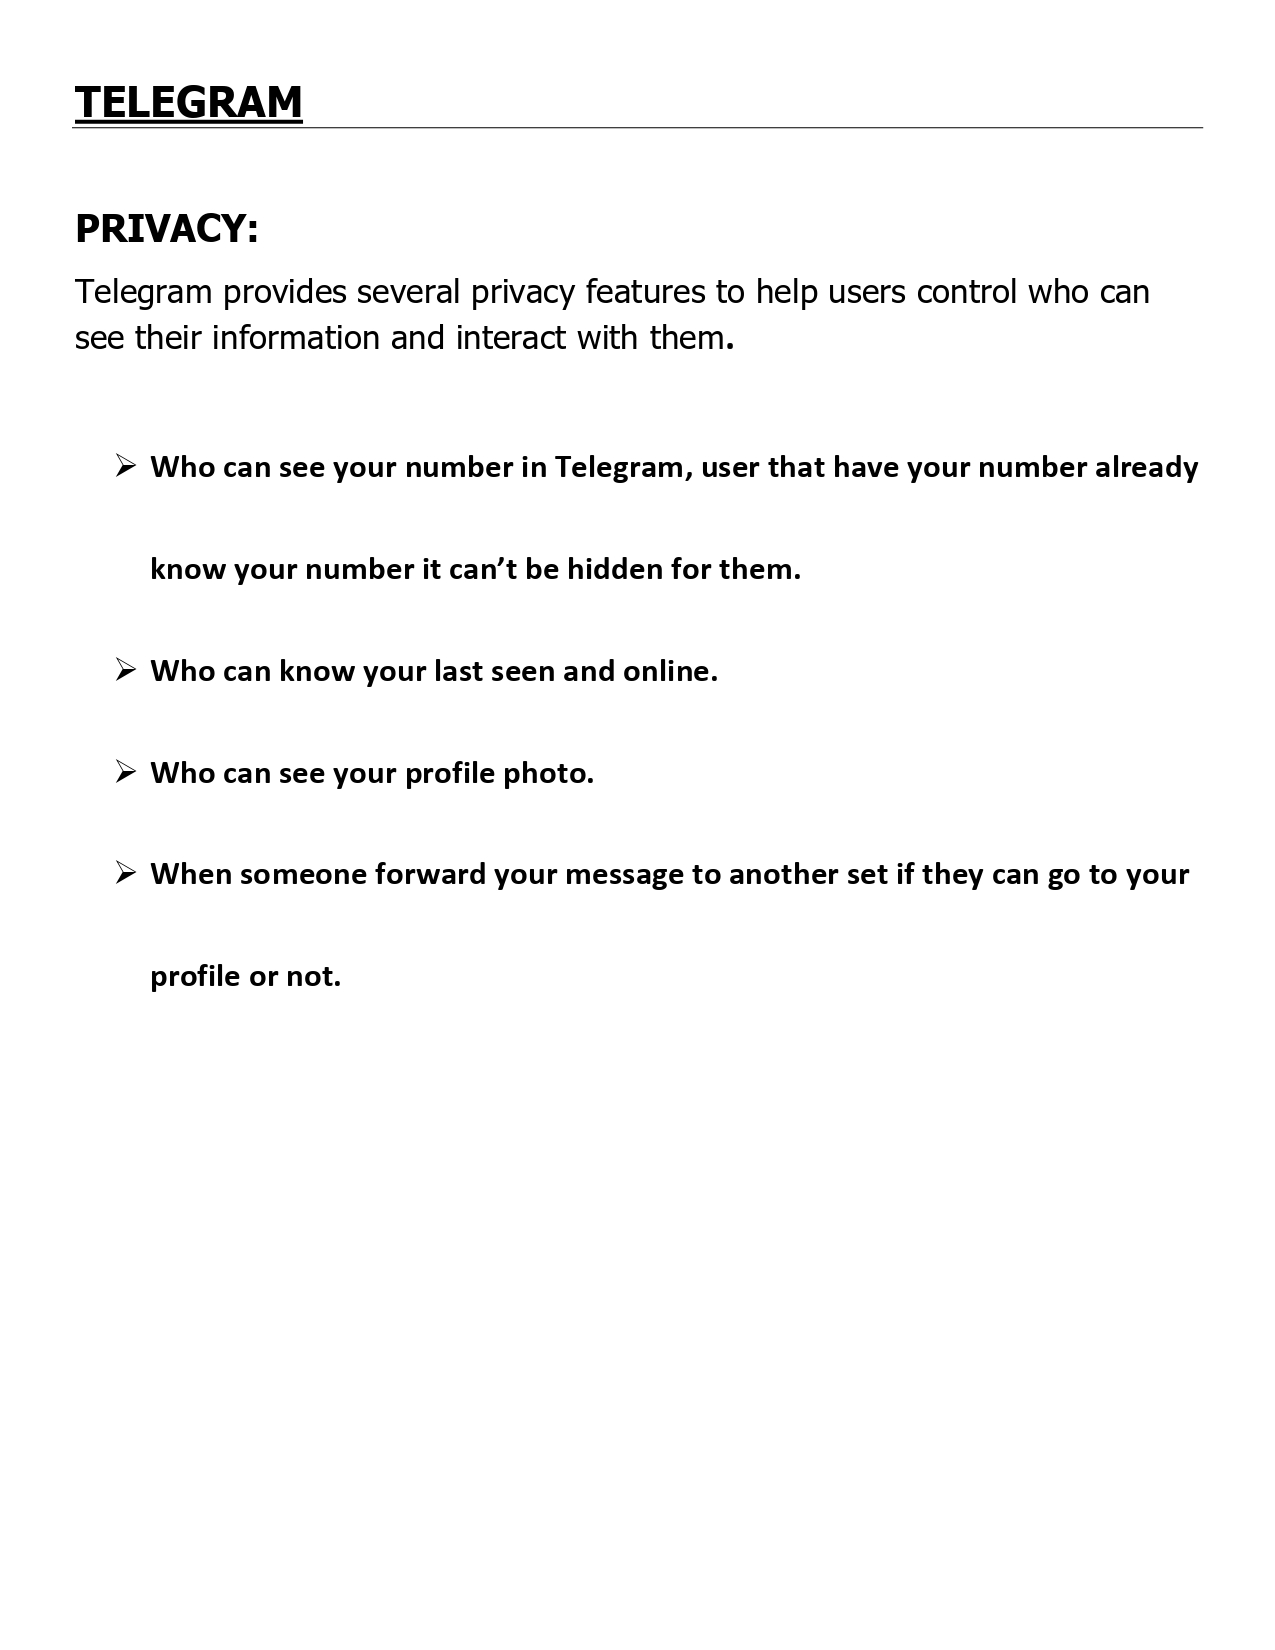 TELEGRAM
PRIVACY:
Telegram provides several privacy features to help users control who can
see their information and interact with them.
➢ Who can see your number in Telegram, user that have your number already
know your number it can’t be hidden for them.
➢ Who can know your last seen and online.
➢ Who can see your profile photo.
➢ When someone forward your message to another set if they can go to your
profile or not.